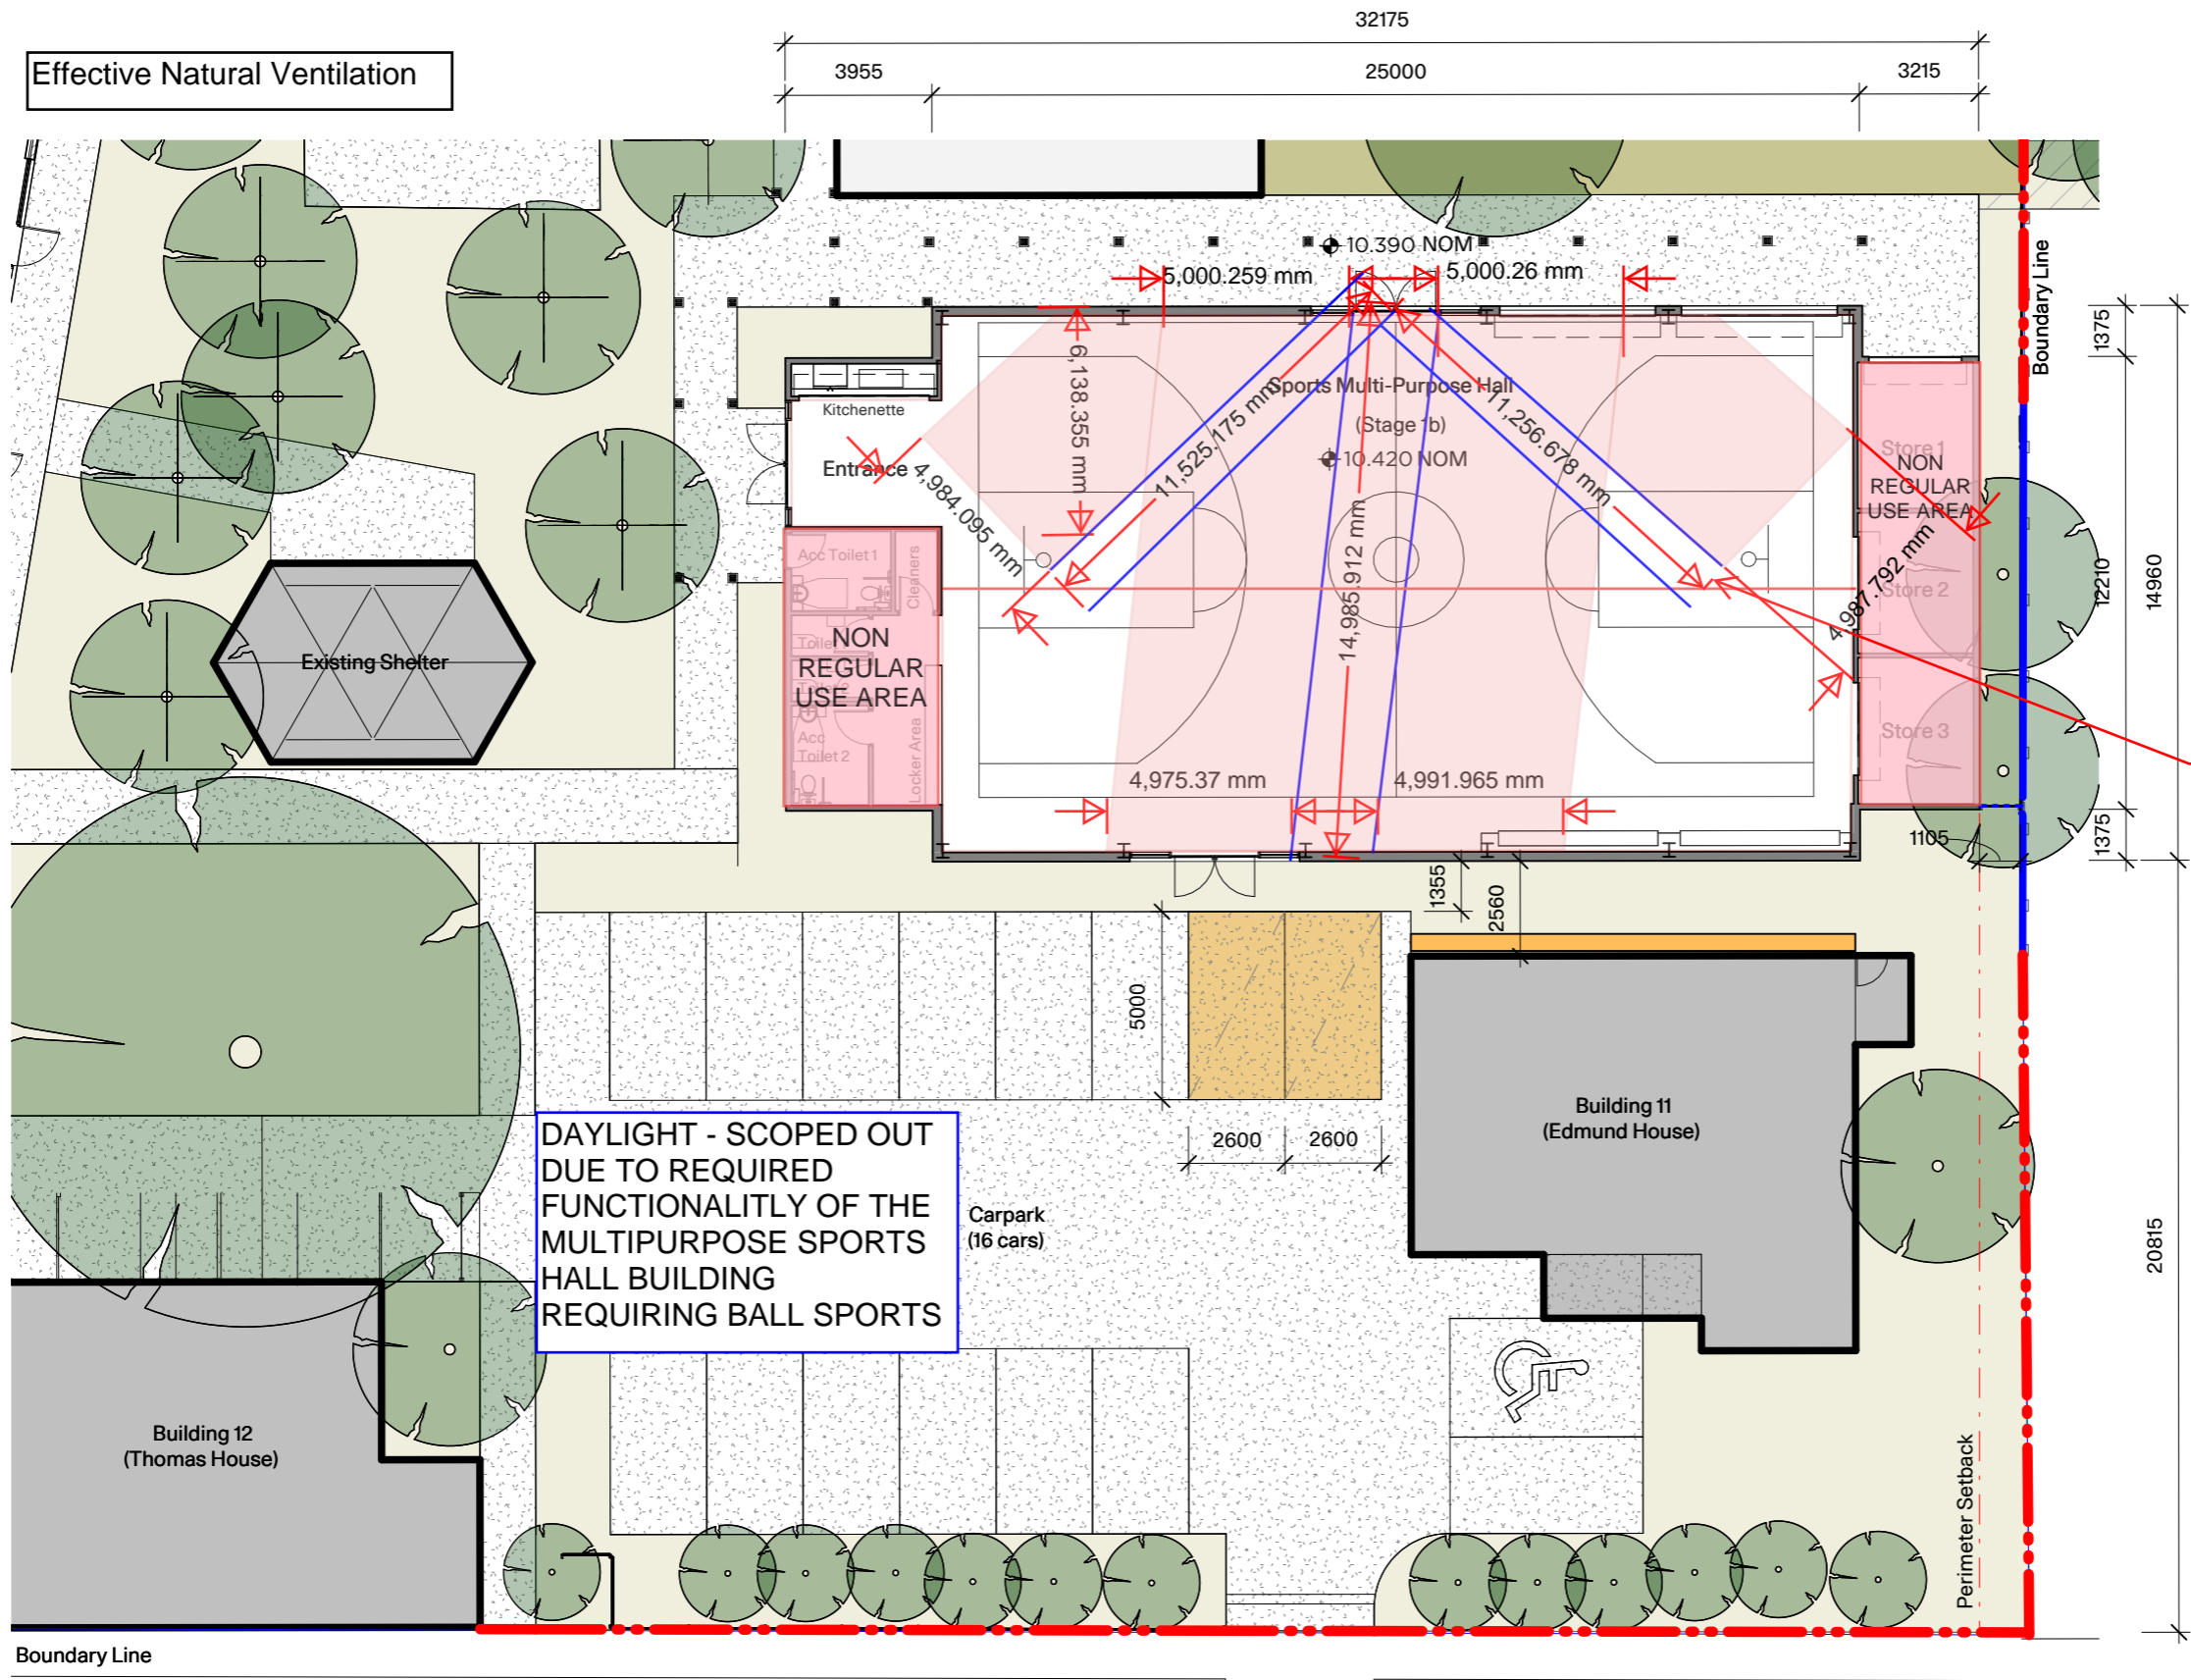 32175
Effective Natural Ventilation
3955
25000
3215
10.390 NOM
5,000.259 mm
5,000.26 mm
Boundary Line
1375
6,138.355 mm
Sports Multi-Purpose Hall
(Stage 1b)
10.420 NOM
Kitchenette
Entrance
4,984.095 mm
11,525.175 mm
11,256.678 mm
14,985.912 mm
4,987.792 mm
Store 1
NON
REGULAR
USE AREA
Store 2
Store 3
12210
14960
Acc Toilet 1
Cleaners
NON
REGULAR
USE AREA
Acc
Toilet 2
Locker Area
Existing Shelter
4,975.37 mm
4,991.965 mm
1105
1375
1355
2560
5000
2600
2600
Building 11
(Edmund House)
DAYLIGHT - SCOPED OUT
DUE TO REQUIRED
FUNCTIONALITLY OF THE
MULTIPURPOSE SPORTS
HALL BUILDING
REQUIRING BALL SPORTS
Carpark
(16 cars)
20815
Building 12
(Thomas House)
Perimeter Setback
Boundary Line